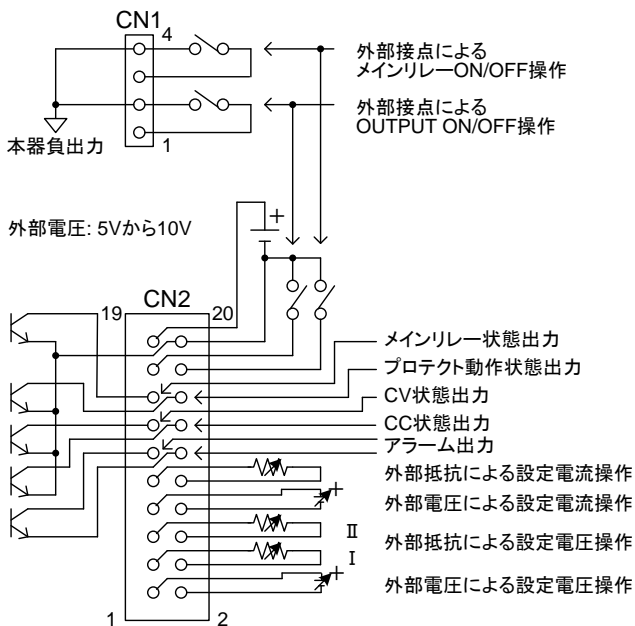 CN1
4
外部接点による
メインリレーON/OFF操作
外部接点による
OUTPUT ON/OFF操作
本器負出力
1
外部電圧: 5Vから10V
+
CN2
19
20
メインリレー状態出力
プロテクト動作状態出力
CV状態出力
CC状態出力
アラーム出力
外部抵抗による設定電流操作
+
外部電圧による設定電流操作
Ⅱ
外部抵抗による設定電圧操作
Ⅰ
+
外部電圧による設定電圧操作
1
2